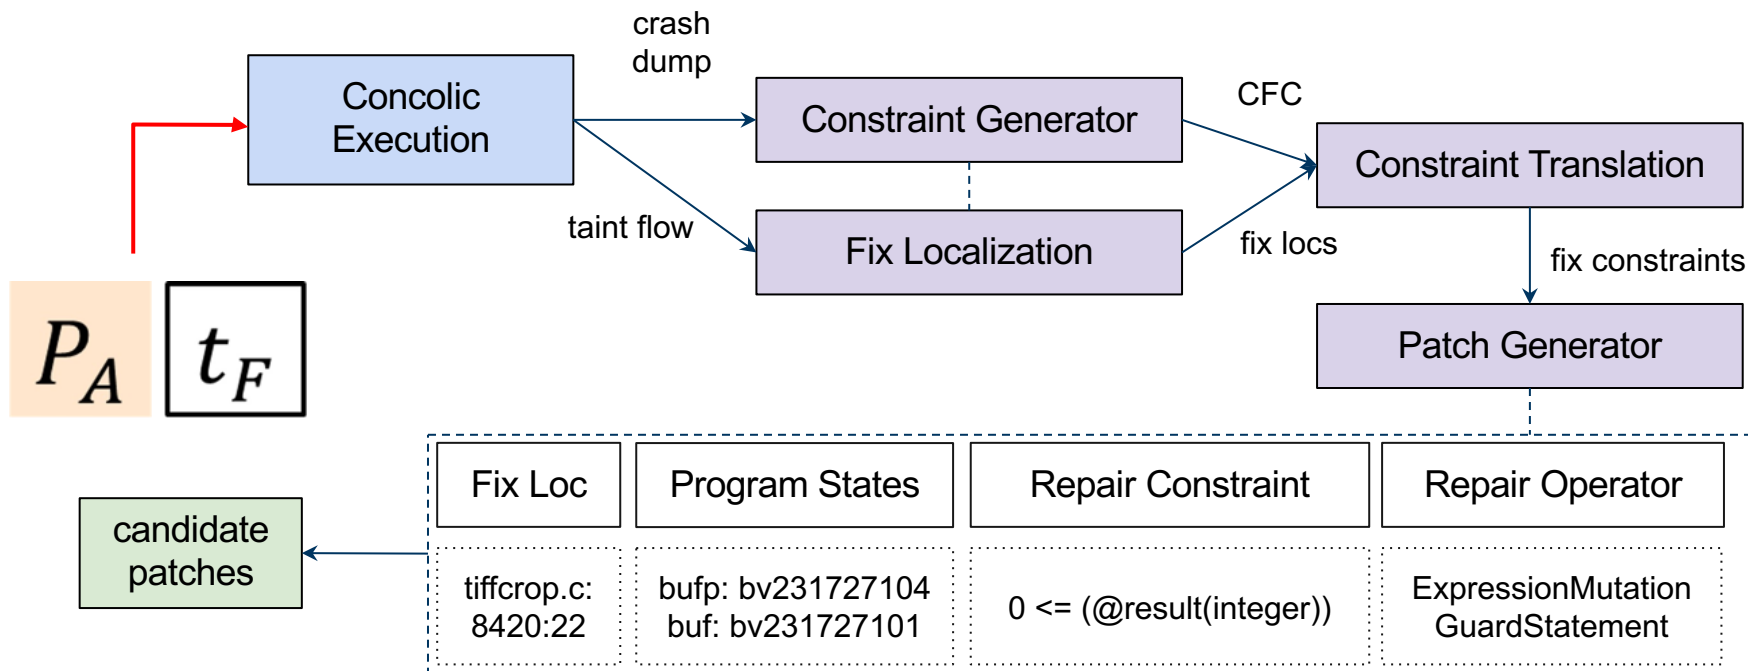 crash
dump
Concolic
Execution
Constraint Generator
CFC
Constraint Translation
taint flow
Fix Localization
fix locs
fix constraints
P_A
t_F
Patch Generator
Fix Loc
Program States
Repair Constraint
Repair Operator
candidate
patches
tiffcrop.c:
8420:22
bufp: bv231727104
buf: bv231727101
0 <= (@result(integer))
ExpressionMutation
GuardStatement